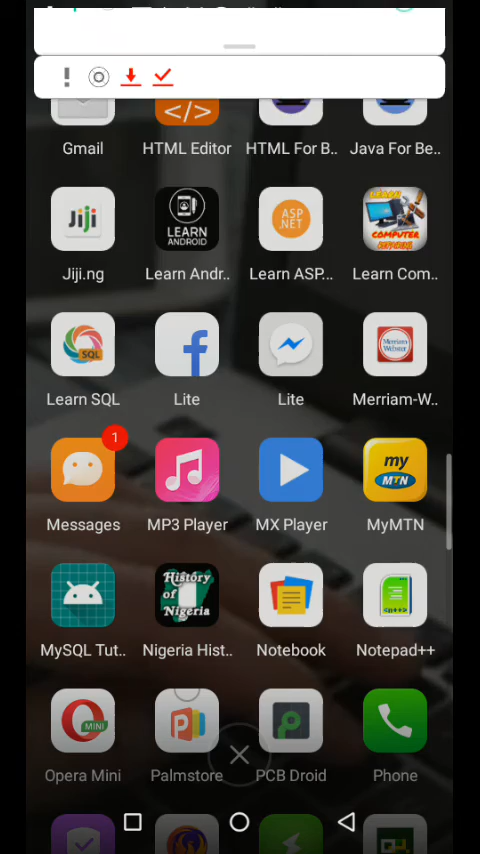 Gmail
HTML Editor
HTML For B..
Java For Be..
</>
Jiji
LEARN
ANDROID
ASP
.NET
LEARN
COMPUTER
Jiji.ng
Learn Andr..
Learn ASP...
Learn Com..
SQL
Merriam-
Webster
Learn SQL
Lite
Lite
Merriam-W..
1
my
MTN
Messages
MP3 Player
MX Player
MyMTN
History
of
Nigeria
MySQL Tut..
Nigeria Hist..
Notebook
Notepad++
MINI
Opera Mini
Palmstore
PCB Droid
Phone